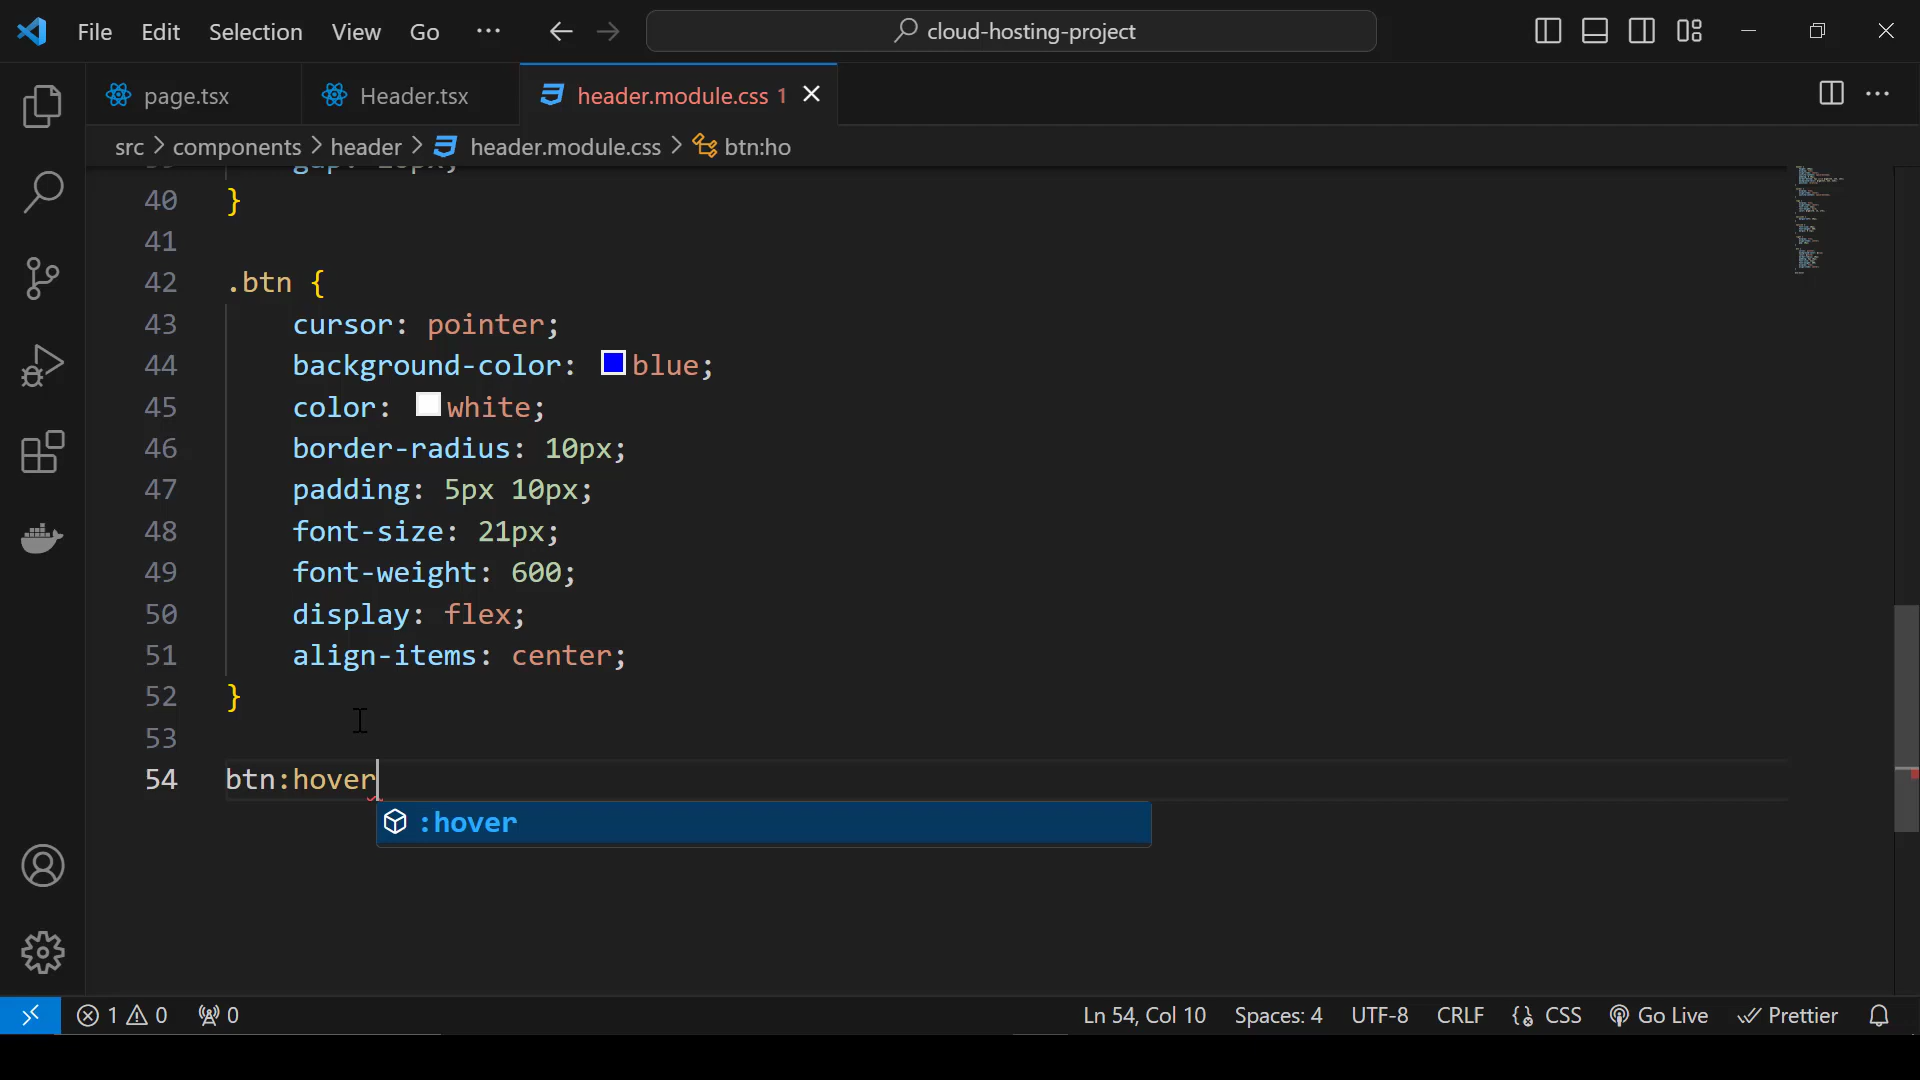 File Edit Selection View Go ··· cloud-hosting-project
page.tsx Header.tsx header.module.css 1
src > components > header > header.module.css > btn:ho
40 }
41
42 .btn {
43 cursor: pointer;
44 background-color: blue;
45 color: white;
46 border-radius: 10px;
47 padding: 5px 10px;
48 font-size: 21px;
49 font-weight: 600;
50 display: flex;
51 align-items: center;
52 }
53
54 btn:hover
:hover
1 0 0 Ln 54, Col 10 Spaces: 4 UTF-8 CRLF {} CSS Go Live Prettier